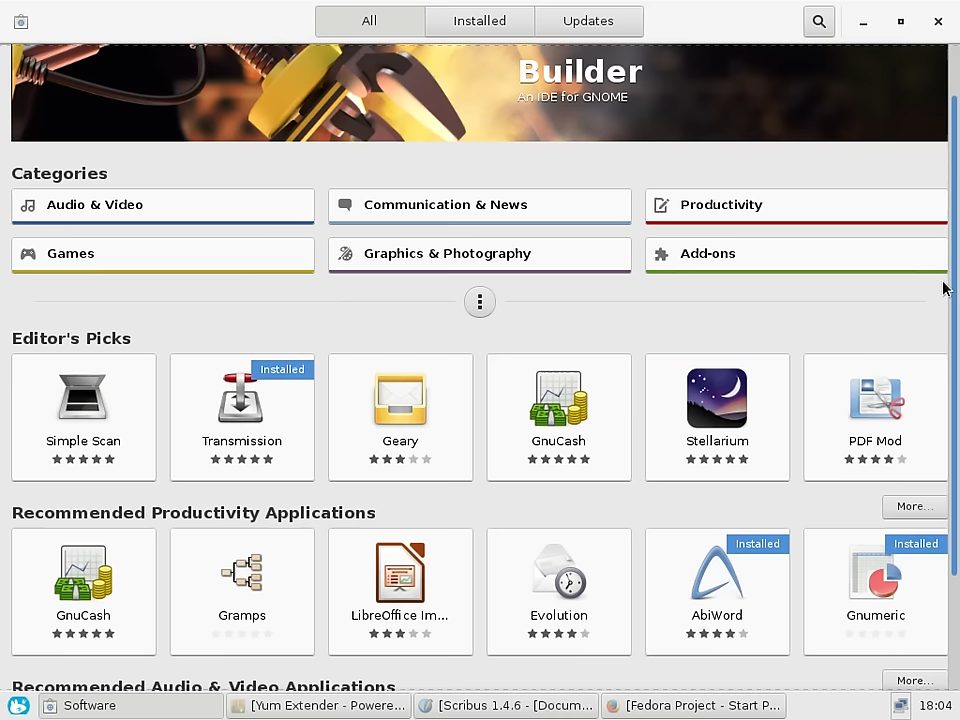 All Installed Updates
Builder
An IDE for GNOME
Categories
Audio & Video Communication & News Productivity
Games Graphics & Photography Add-ons
Editor's Picks
Installed
Simple Scan Transmission Geary GnuCash Stellarium PDF Mod
Recommended Productivity Applications More...
Installed Installed
GnuCash Gramps LibreOffice Im... Evolution AbiWord Gnumeric
Recommended Audio & Video Applications More...
Software [Yum Extender - Powere... [Scribus 1.4.6 - [Docum... [Fedora Project - Start P... 18:04